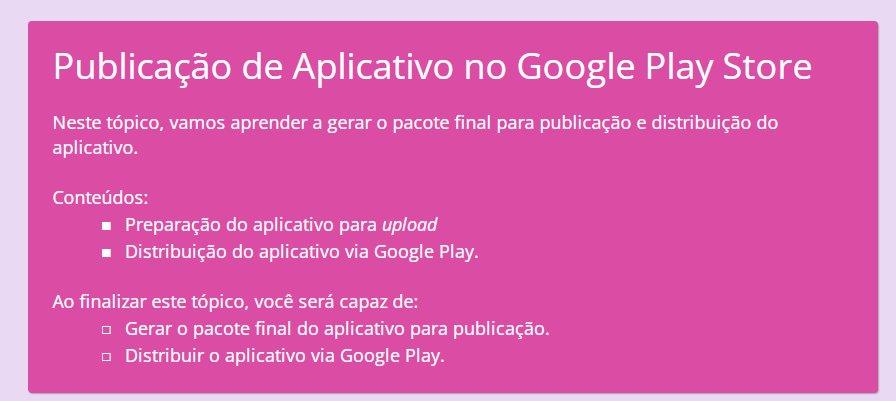 Publicação de Aplicativo no Google Play Store
Neste tópico, vamos aprender a gerar o pacote final para publicação e distribuição do
aplicativo.
Conteúdos:
Preparação do aplicativo para upload
Distribuição do aplicativo via Google Play.
Ao finalizar este tópico, você será capaz de:
Gerar o pacote final do aplicativo para publicação.
Distribuir o aplicativo via Google Play.